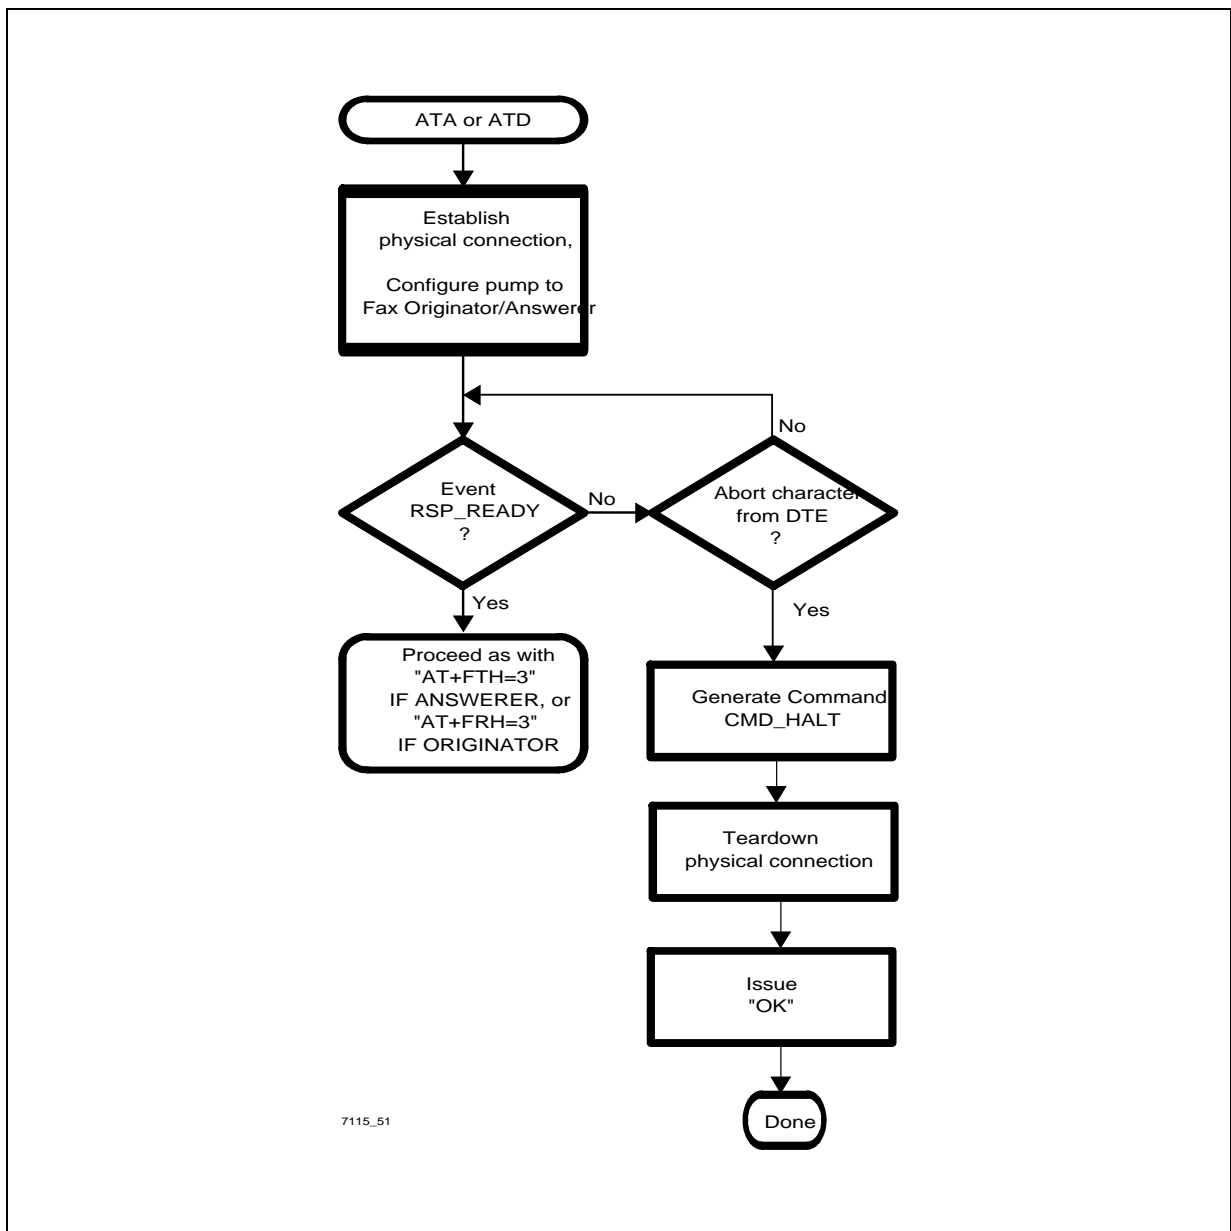 ATA or ATD
Establish
physical connection,
Configure pump to
Fax Originator/Answerer
No
Event
RSP_READY
?
No
Abort character
from DTE
?
Yes
Yes
Proceed as with
"AT+FTH=3"
IF ANSWERER, or
"AT+FRH=3"
IF ORIGINATOR
Generate Command
CMD_HALT
Teardown
physical connection
Issue
"OK"
Done
7115_51